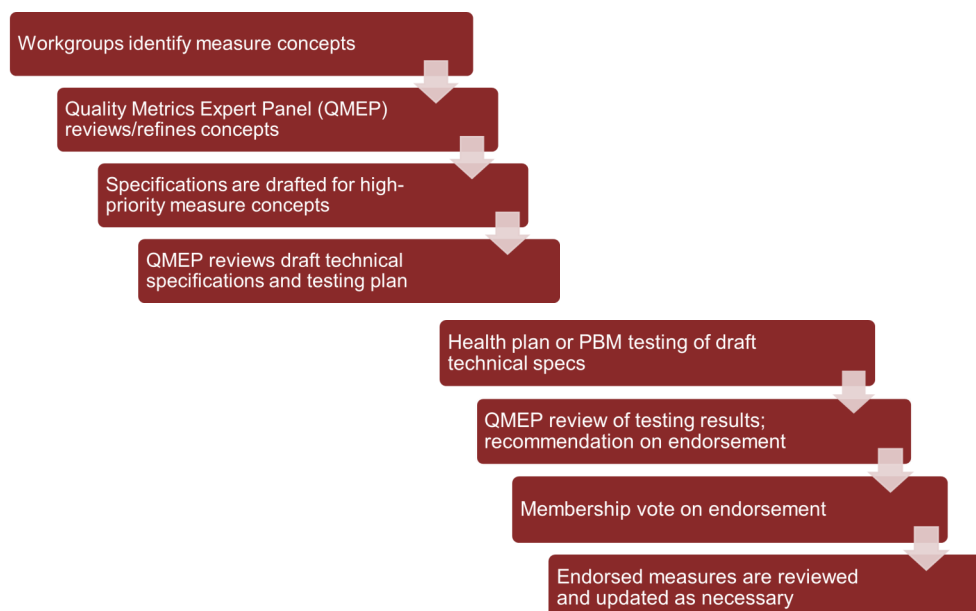 Workgroups identify measure concepts
Quality Metrics Expert Panel (QMEP)
reviews/refines concepts
Specifications are drafted for high-
priority measure concepts
QMEP reviews draft technical
specifications and testing plan
Health plan or PBM testing of draft
technical specs
QMEP review of testing results;
recommendation on endorsement
Membership vote on endorsement
Endorsed measures are reviewed
and updated as necessary